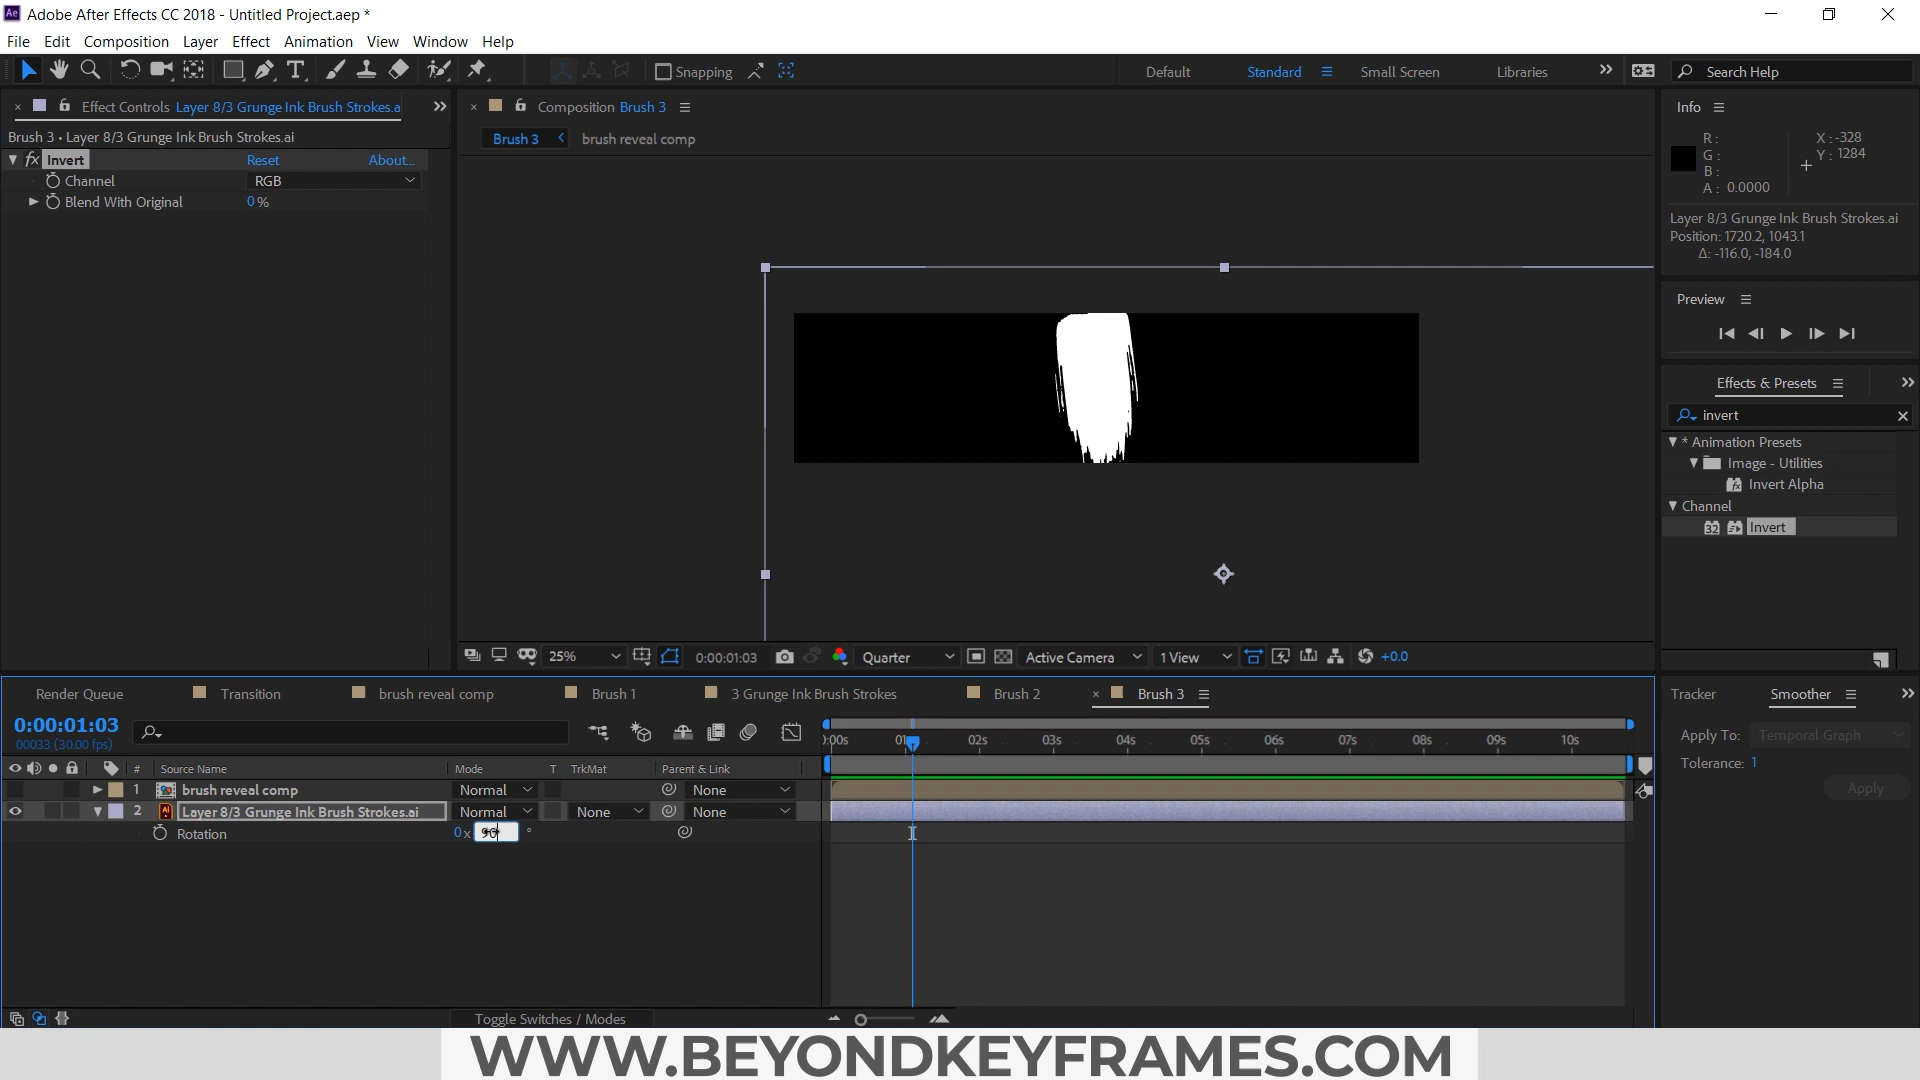 Ae Adobe After Effects CC 2018 - Untitled Project.aep *
File Edit Composition Layer Effect Animation View Window Help
Snapping Default Standard Small Screen Libraries Search Help
Effect Controls Layer 8/3 Grunge Ink Brush Strokes.a
Composition Brush 3
Info
Brush 3 • Layer 8/3 Grunge Ink Brush Strokes.ai
Brush 3 brush reveal comp
R :
G :
B :
A : 0.0000
X : -328
Y : 1284
fx Invert Reset About...
Channel RGB
Blend With Original 0 %
Layer 8/3 Grunge Ink Brush Strokes.ai
Position: 1720.2, 1043.1
Δ: -116.0, -184.0
Preview
Effects & Presets
invert
* Animation Presets
Image - Utilities
Invert Alpha
Channel
32 Invert
25% 0:00:01:03 Quarter Active Camera 1 View +0.0
Render Queue Transition brush reveal comp Brush 1 3 Grunge Ink Brush Strokes Brush 2 Brush 3
Tracker Smoother
0:00:01:03
00033 (30.00 fps)
):00s 01 02s 03s 04s 05s 06s 07s 08s 09s 10s
Apply To: Temporal Graph
Tolerance: 1
Apply
# Source Name Mode T TrkMat Parent & Link
1 brush reveal comp Normal None
2 Layer 8/3 Grunge Ink Brush Strokes.ai Normal None None
Rotation 0 x 90 °
Toggle Switches / Modes
WWW.BEYONDKEYFRAMES.COM